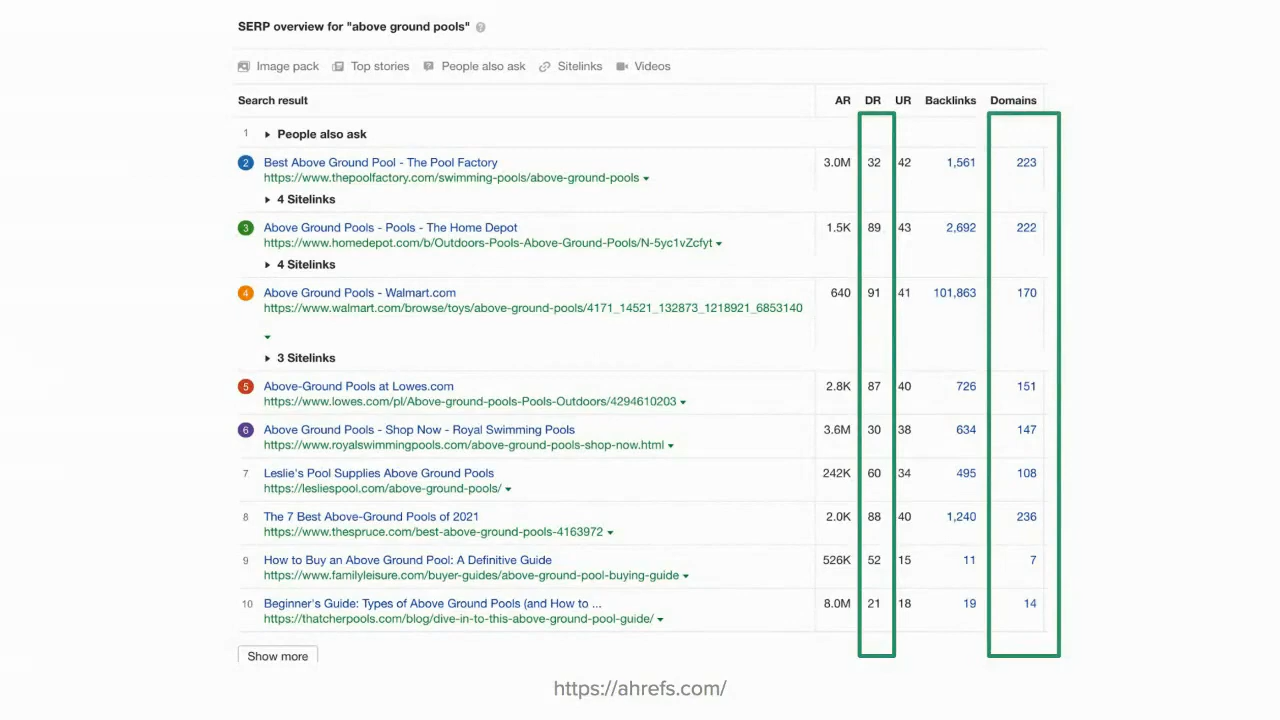 SERP overview for "above ground pools" ?
Image pack Top stories People also ask Sitelinks Videos
Search result AR DR UR Backlinks Domains
1 People also ask
2 Best Above Ground Pool - The Pool Factory 3.0M 32 42 1,561 223
https://www.thepoolfactory.com/swimming-pools/above-ground-pools
4 Sitelinks
3 Above Ground Pools - Pools - The Home Depot 1.5K 89 43 2,692 222
https://www.homedepot.com/b/Outdoors-Pools-Above-Ground-Pools/N-5yc1vZcfyt
4 Sitelinks
4 Above Ground Pools - Walmart.com 640 91 41 101,863 170
https://www.walmart.com/browse/toys/above-ground-pools/4171_14521_132873_1218921_6853140
3 Sitelinks
5 Above-Ground Pools at Lowes.com 2.8K 87 40 726 151
https://www.lowes.com/pl/Above-ground-pools-Pools-Outdoors/4294610203
6 Above Ground Pools - Shop Now - Royal Swimming Pools 3.6M 30 38 634 147
https://www.royalswimmingpools.com/above-ground-pools-shop-now.html
7 Leslie's Pool Supplies Above Ground Pools 242K 60 34 495 108
https://lesliespool.com/above-ground-pools/
8 The 7 Best Above-Ground Pools of 2021 2.0K 88 40 1,240 236
https://www.thespruce.com/best-above-ground-pools-4163972
9 How to Buy an Above Ground Pool: A Definitive Guide 526K 52 15 11 7
https://www.familyleisure.com/buyer-guides/above-ground-pool-buying-guide
10 Beginner's Guide: Types of Above Ground Pools (and How to ... 8.0M 21 18 19 14
https://thatcherpools.com/blog/dive-in-to-this-above-ground-pool-guide/
Show more
https://ahrefs.com/